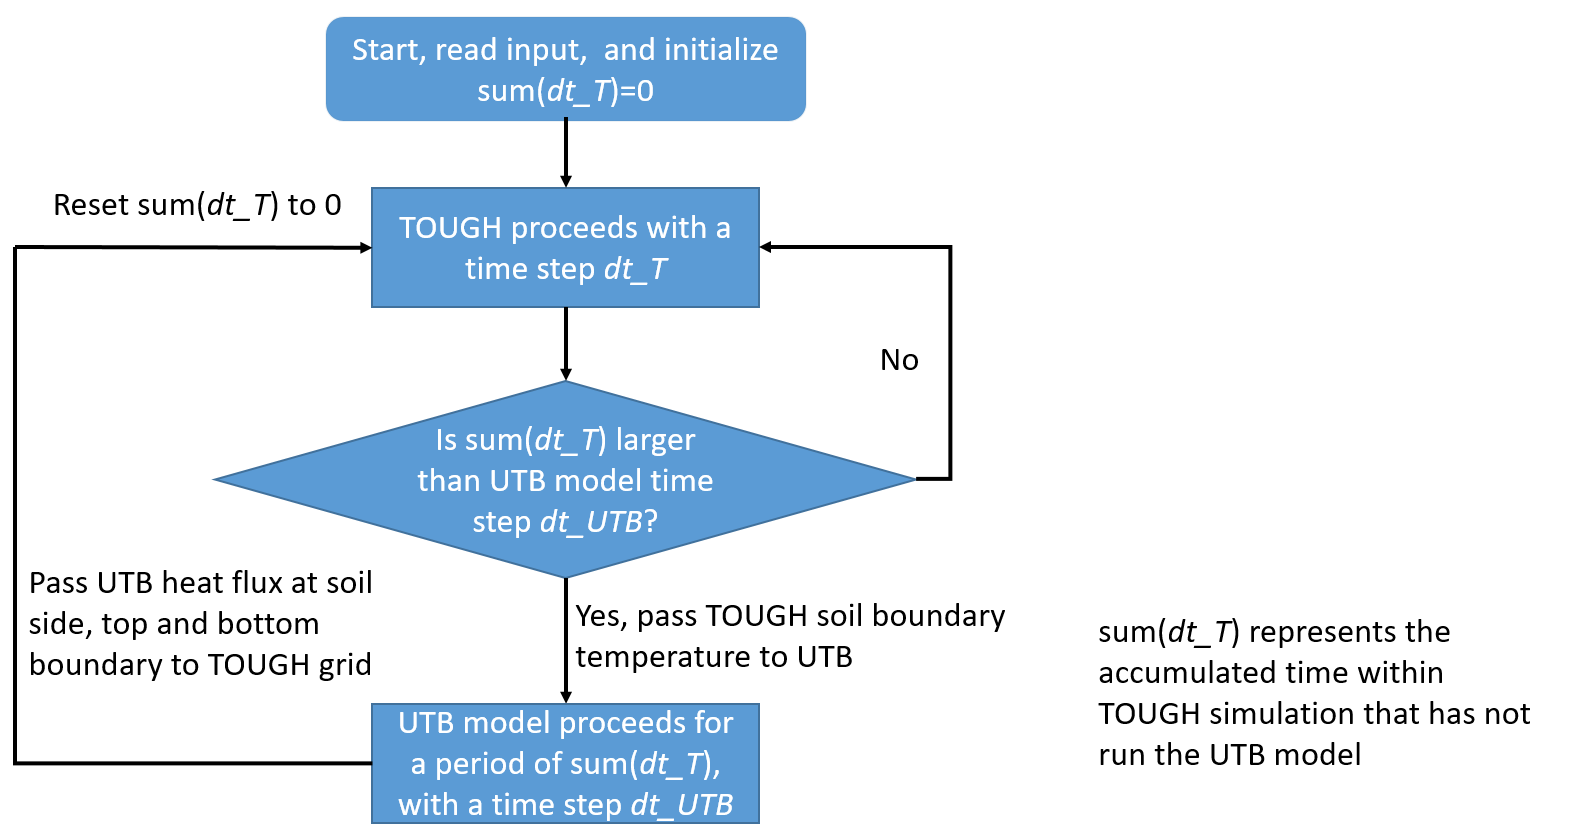 Start, read input,  and initialize
sum(dt_T)=0
Reset sum(dt_T) to 0
TOUGH proceeds with a
time step dt_T
No
Is sum(dt_T) larger
than UTB model time
step dt_UTB?
Pass UTB heat flux at soil
side, top and bottom
boundary to TOUGH grid
Yes, pass TOUGH soil boundary
temperature to UTB
sum(dt_T) represents the
accumulated time within
TOUGH simulation that has not
run the UTB model
UTB model proceeds for
a period of sum(dt_T),
with a time step dt_UTB